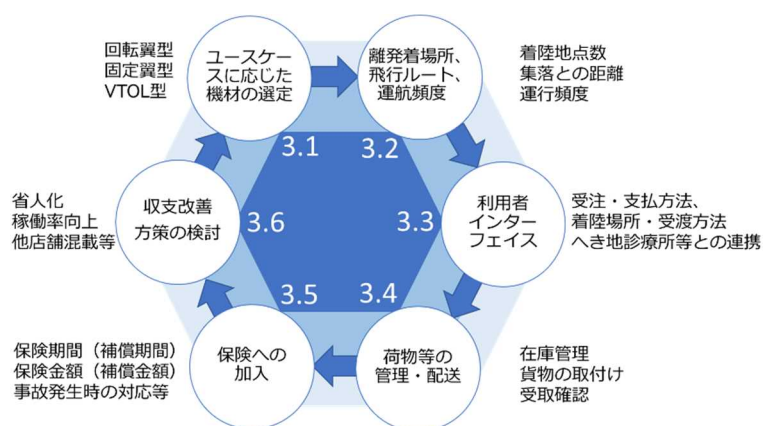 回転翼型
固定翼型
VTOL型
ユースケー
スに応じた
機材の選定
離発着場所、
飛行ルート、
運航頻度
着陸地点数
集落との距離
運行頻度
3.1
3.2
省人化
稼働率向上
他店舗混載等
収支改善
方策の検討
3.6
3.3
利用者
インター
フェイス
受注・支払方法、
着陸場所・受渡方法
へき地診療所等との連携
3.5
3.4
保険期間（補償期間）
保険金額（補償金額）
事故発生時の対応等
保険への
加入
荷物等の
管理・配送
在庫管理
貨物の取付け
受取確認